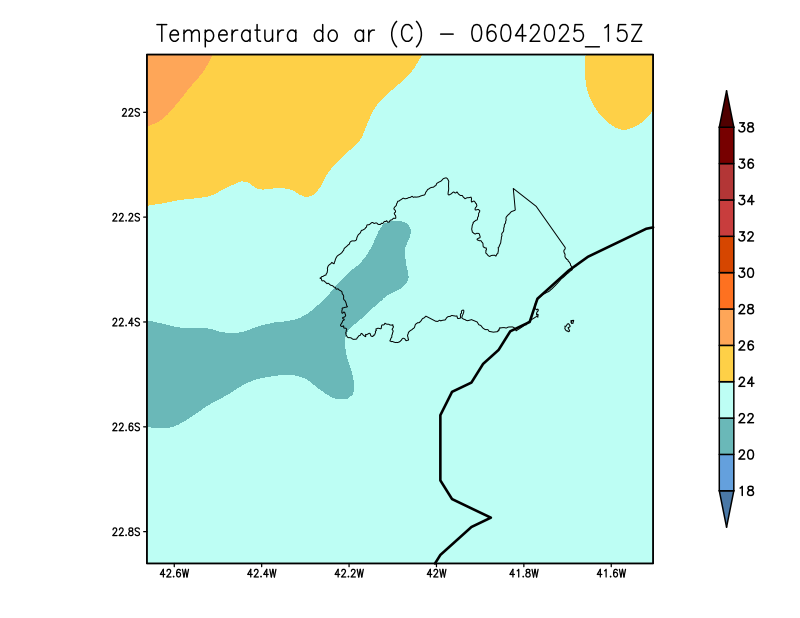 Temperatura do ar (C) - 06042025_15Z
22S
22.2S
22.4S
22.6S
22.8S
42.6W
42.4W
42.2W
42W
41.8W
41.6W
38
36
34
32
30
28
26
24
22
20
18